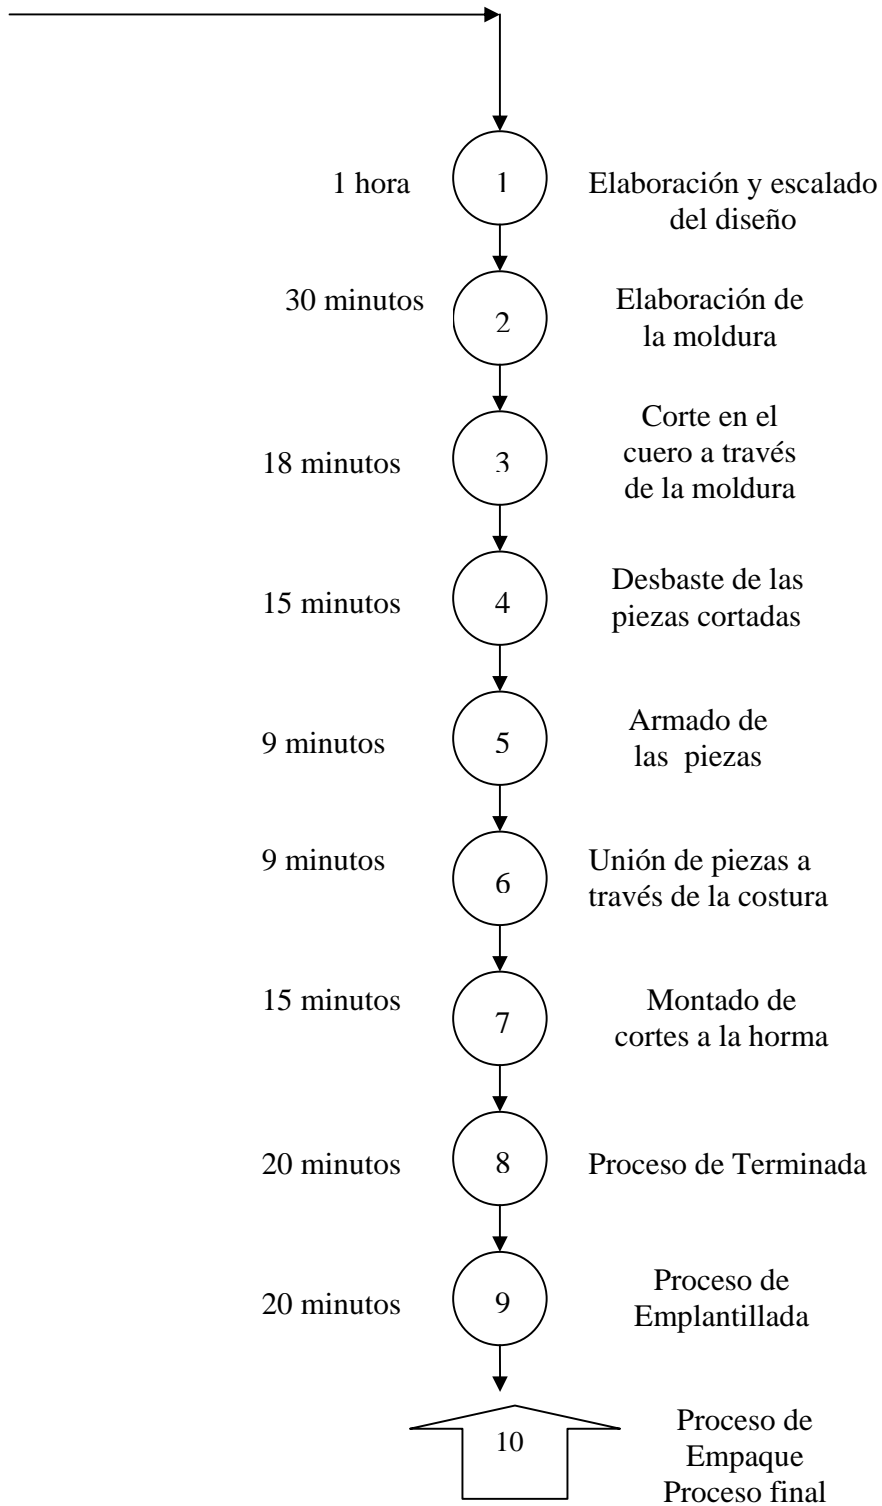 1 hora
1
Elaboración y escalado
del diseño
30 minutos
2
Elaboración de
la moldura
18 minutos
3
Corte en el
cuero a través
de la moldura
15 minutos
4
Desbaste de las
piezas cortadas
9 minutos
5
Armado de
las piezas
9 minutos
6
Unión de piezas a
través de la costura
15 minutos
7
Montado de
cortes a la horma
20 minutos
8
Proceso de Terminada
20 minutos
9
Proceso de
Emplantillada
10
Proceso de
Empaque
Proceso final